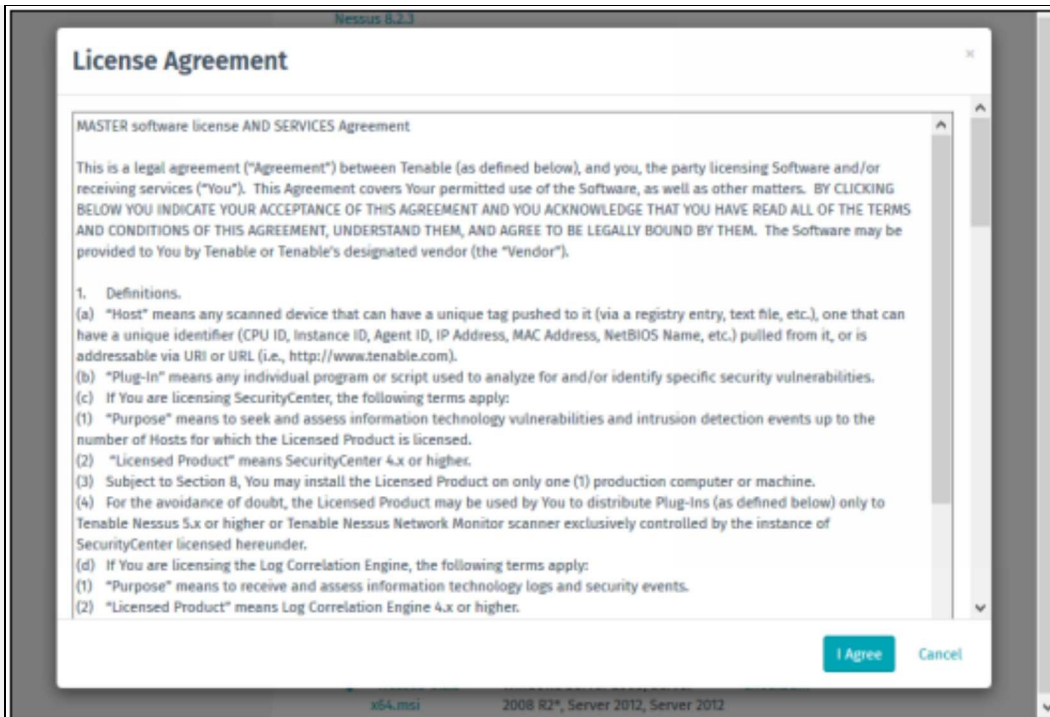 Nessus 8.2.3
License Agreement
×
MASTER software license AND SERVICES Agreement
This is a legal agreement ("Agreement") between Tenable (as defined below), and you, the party licensing Software and/or
receiving services ("You").  This Agreement covers Your permitted use of the Software, as well as other matters.  BY CLICKING
BELOW YOU INDICATE YOUR ACCEPTANCE OF THIS AGREEMENT AND YOU ACKNOWLEDGE THAT YOU HAVE READ ALL OF THE TERMS
AND CONDITIONS OF THIS AGREEMENT, UNDERSTAND THEM, AND AGREE TO BE LEGALLY BOUND BY THEM.  The Software may be
provided to You by Tenable or Tenable's designated vendor (the "Vendor").
1.   Definitions.
(a)  "Host" means any scanned device that can have a unique tag pushed to it (via a registry entry, text file, etc.), one that can
have a unique identifier (CPU ID, Instance ID, Agent ID, IP Address, MAC Address, NetBIOS Name, etc.) pulled from it, or is
addressable via URI or URL (i.e., http://www.tenable.com).
(b)  "Plug-In" means any individual program or script used to analyze for and/or identify specific security vulnerabilities.
(c)  If You are licensing SecurityCenter, the following terms apply:
(1)  "Purpose" means to seek and assess information technology vulnerabilities and intrusion detection events up to the
number of Hosts for which the Licensed Product is licensed.
(2)   "Licensed Product" means SecurityCenter 4.x or higher.
(3)  Subject to Section 8, You may install the Licensed Product on only one (1) production computer or machine.
(4)  For the avoidance of doubt, the Licensed Product may be used by You to distribute Plug-Ins (as defined below) only to
Tenable Nessus 5.x or higher or Tenable Nessus Network Monitor scanner exclusively controlled by the instance of
SecurityCenter licensed hereunder.
(d)  If You are licensing the Log Correlation Engine, the following terms apply:
(1)  "Purpose" means to receive and assess information technology logs and security events.
(2)  "Licensed Product" means Log Correlation Engine 4.x or higher.
I Agree
Cancel
x64.msi 2008 R2*, Server 2012, Server 2012